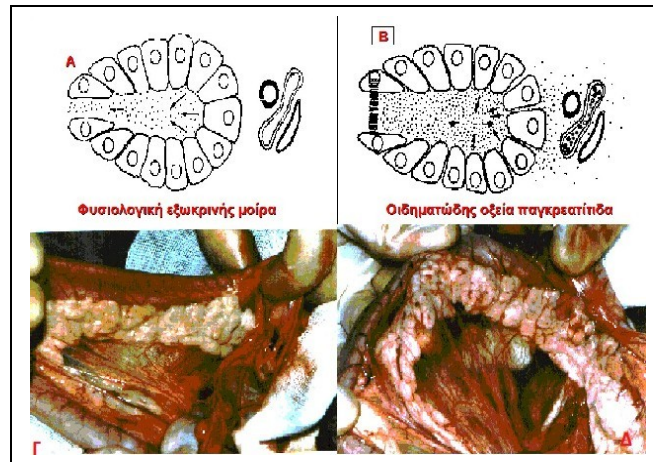 Α
Β
Φυσιολογική εξωκρινής μοίρα
Οιδηματώδης οξεία παγκρεατίτιδα
Γ
Δ